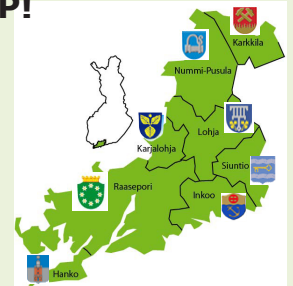 P!
Karkkila
Nummi-Pusula
Lohja
Karjalohja
Siuntio
Raasepori
Inkoo
Hanko